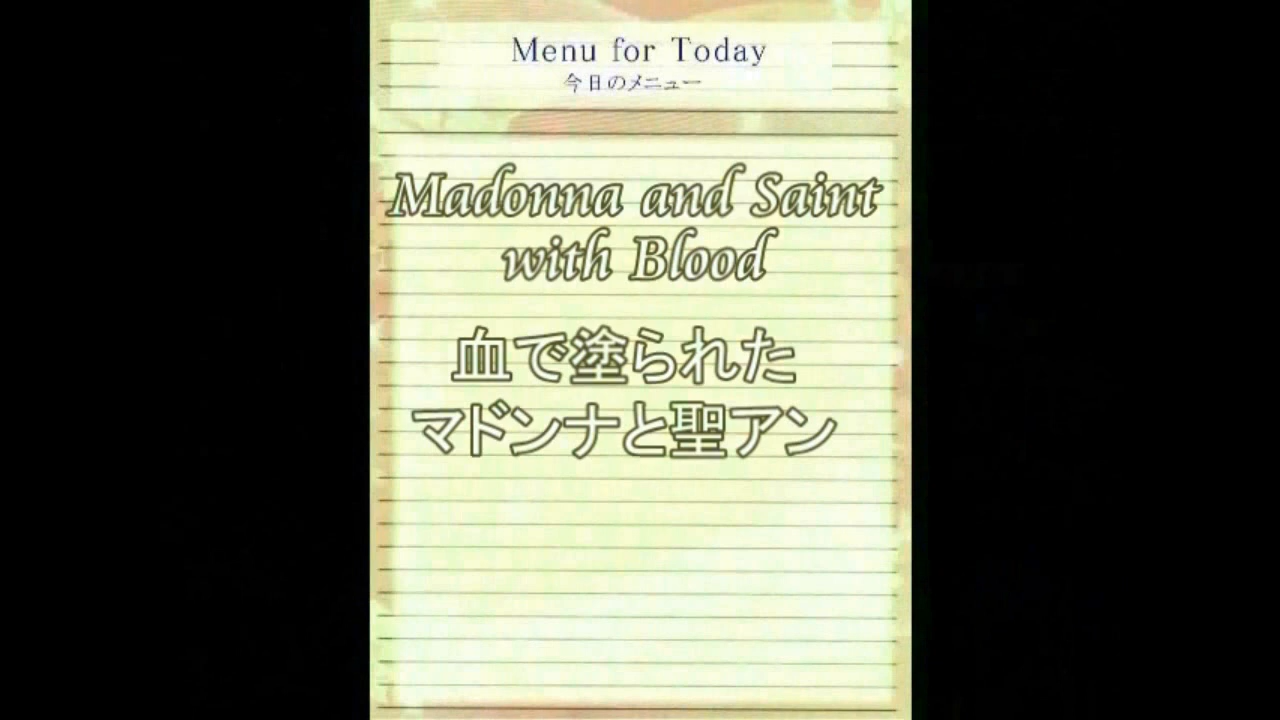 Menu for Today
今日のメニュー
Madonna and Saint
with Blood
血で塗られた
マドンナと聖アン